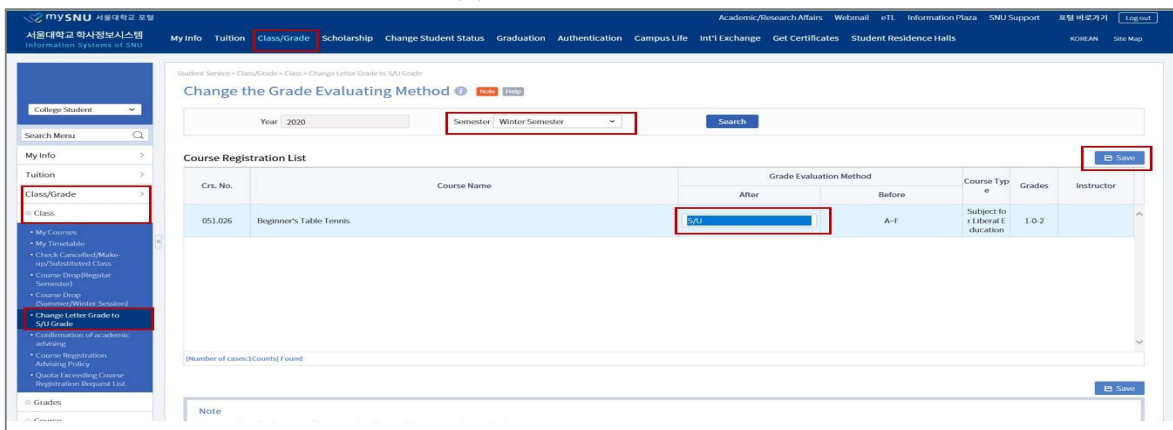 mySNU 서울대학교 포털
Academic/Research Affairs Webmail eTL Information Plaza SNU Support 포털 바로가기 Logout
서울대학교 학사정보시스템
Information Systems of SNU
My Info Tuition Class/Grade Scholarship Change Student Status Graduation Authentication Campus Life Int'l Exchange Get Certificates Student Residence Halls
KOREAN Site Map
Student Service > Class/Grade > Class > Change Letter Grade to S/U Grade
Change the Grade Evaluating Method Note Help
College Student
Year 2020 Semester Winter Semester Search
Search Menu
My Info
Tuition
Class/Grade
Class
• My Courses
• My Timetable
• Check Cancelled/Make-
up/Substituted Class
• Course Drop(Regular
Semester)
• Course Drop
(Summer/Winter Session)
• Change Letter Grade to
S/U Grade
• Confirmation of academic
advising
• Course Registration
Advising Policy
• Quota Exceeding Course
Registration Request List
Grades
Course
Course Registration List
Save
Crs. No. Course Name Grade Evaluation Method Course Typ
e Grades Instructor
After Before
051.026 Beginner's Table Tennis S/U A~F Subject fo
r Liberal E
ducation 1-0-2
[Number of cases:1Counts] Found
Save
Note